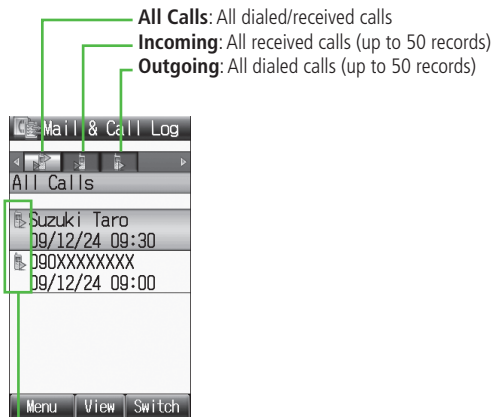 All Calls: All dialed/received calls
Incoming: All received calls (up to 50 records)
Outgoing: All dialed calls (up to 50 records)
Mail & Call Log
All Calls
Suzuki Taro
09/12/24 09:30
090XXXXXXXX
09/12/24 09:00
Menu View Switch